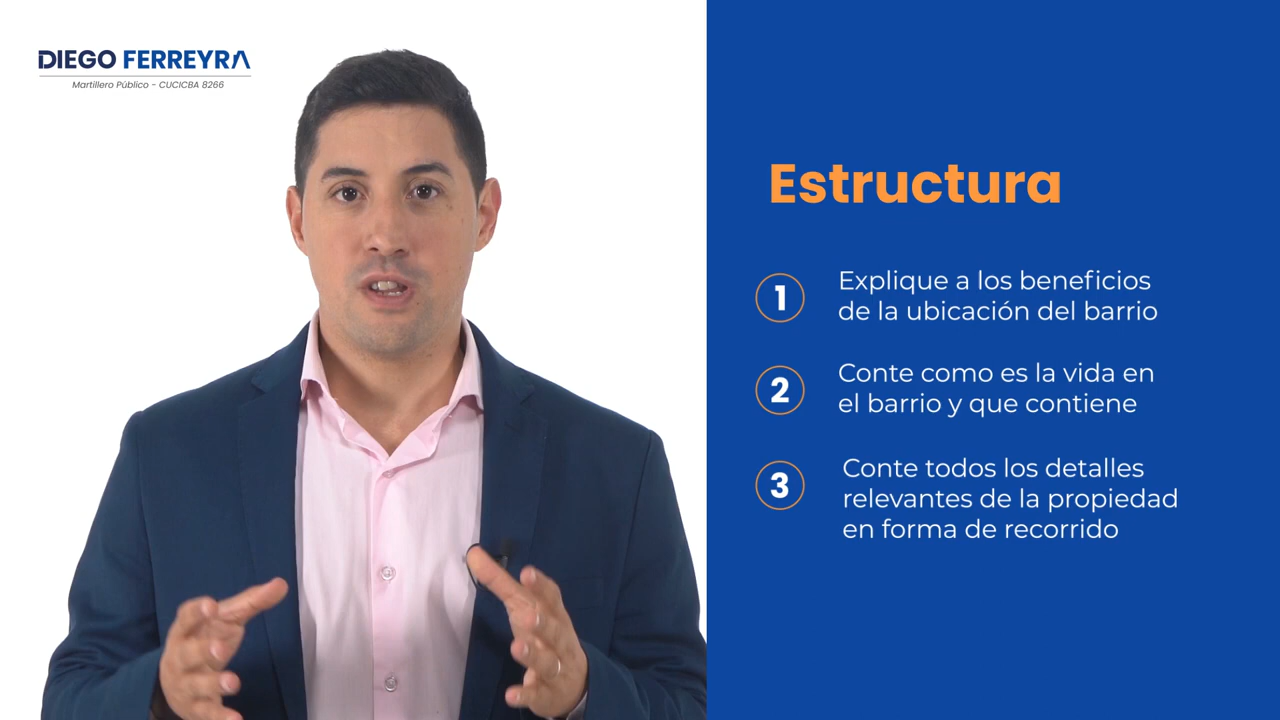 DIEGO FERREYRA
Martillero Público - CUCICBA 8266
Estructura
1
Explique a los beneficios
de la ubicación del barrio
2
Conte como es la vida en
el barrio y que contiene
3
Conte todos los detalles
relevantes de la propiedad
en forma de recorrido